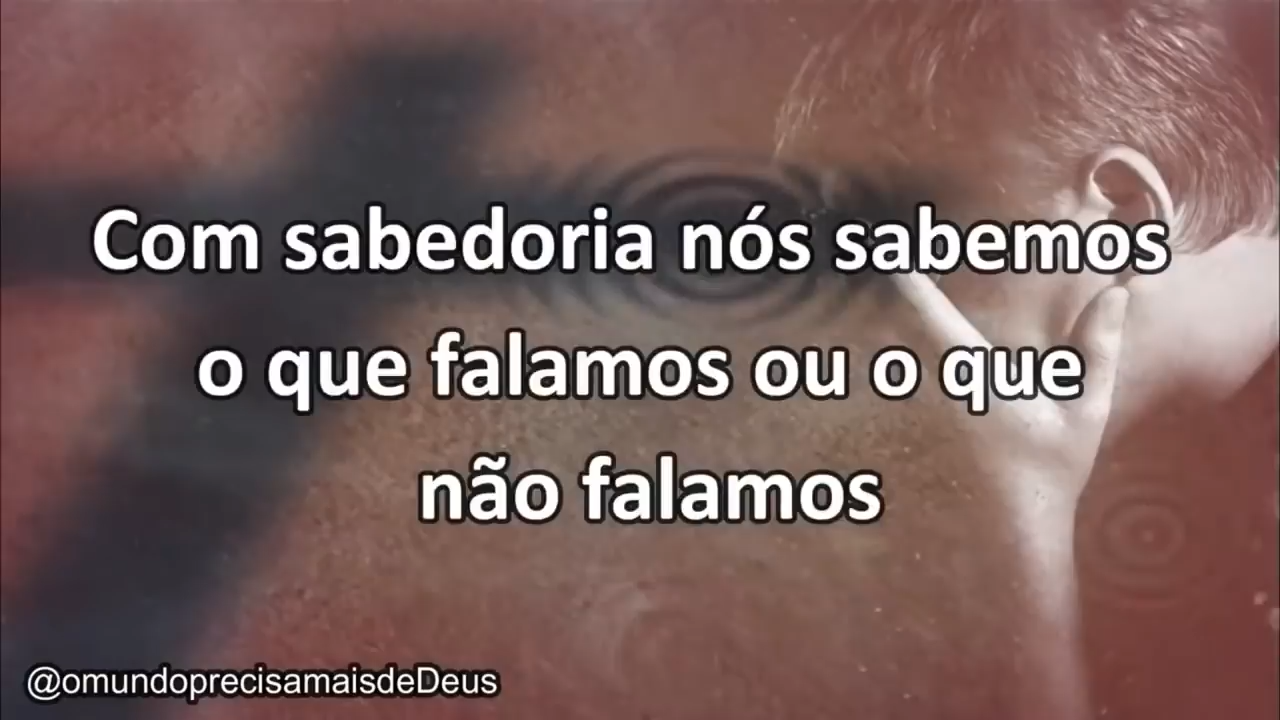 Com sabedoria nós sabemos
o que falamos ou o que
não falamos
@omundoprecisamaisdeDeus